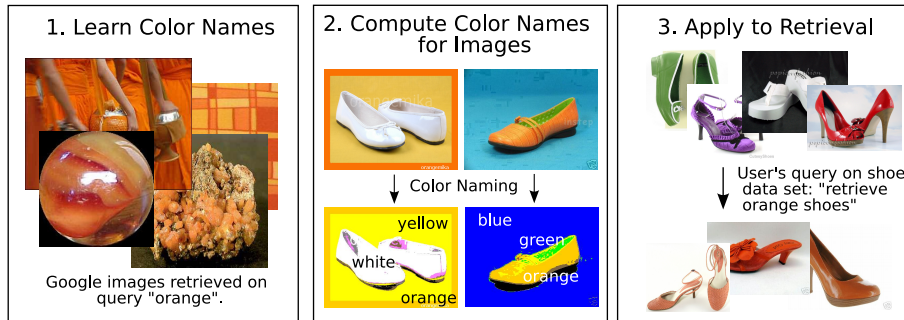 1. Learn Color Names
Google images retrieved on
query "orange".
2. Compute Color Names
for Images
Color Naming
yellow
white
orange
blue
green
orange
3. Apply to Retrieval
User's query on shoe
data set: "retrieve
orange shoes"